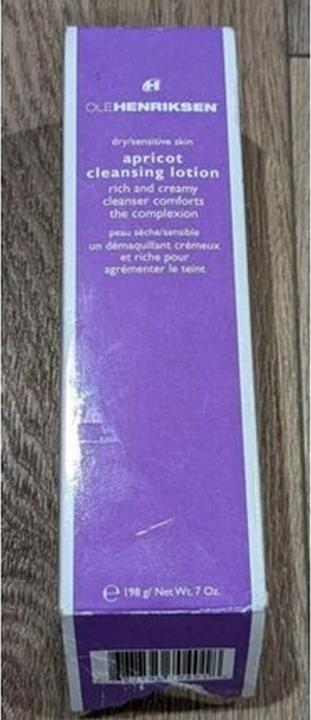 OLEHENRIKSEN
dry/sensitive skin
apricot
cleansing lotion
rich and creamy
cleanser comforts
the complexion
peau sèche/sensible
un démaquillant crémeux
et riche pour
agrémenter le teint
℮ 198 g/ Net Wt. 7 Oz.